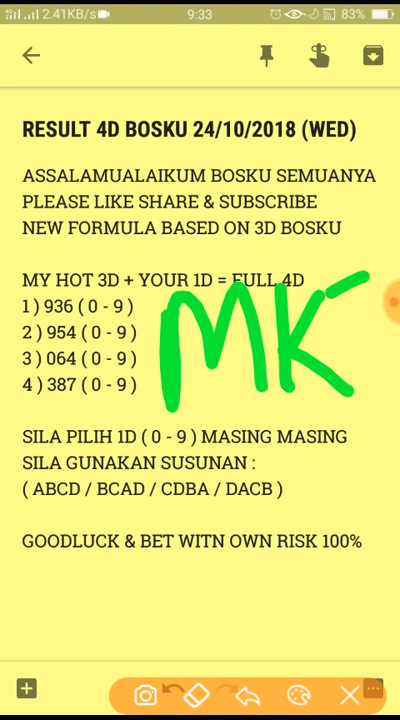 2.41KB/s 9:33 83%
RESULT 4D BOSKU 24/10/2018 (WED)
ASSALAMUALAIKUM BOSKU SEMUANYA
PLEASE LIKE SHARE & SUBSCRIBE
NEW FORMULA BASED ON 3D BOSKU
MY HOT 3D + YOUR 1D = FULL 4D
1 ) 936 ( 0 - 9 )
2 ) 954 ( 0 - 9 )
3 ) 064 ( 0 - 9 )
4 ) 387 ( 0 - 9 )
MK
SILA PILIH 1D ( 0 - 9 ) MASING MASING
SILA GUNAKAN SUSUNAN :
( ABCD / BCAD / CDBA / DACB )
GOODLUCK & BET WITN OWN RISK 100%